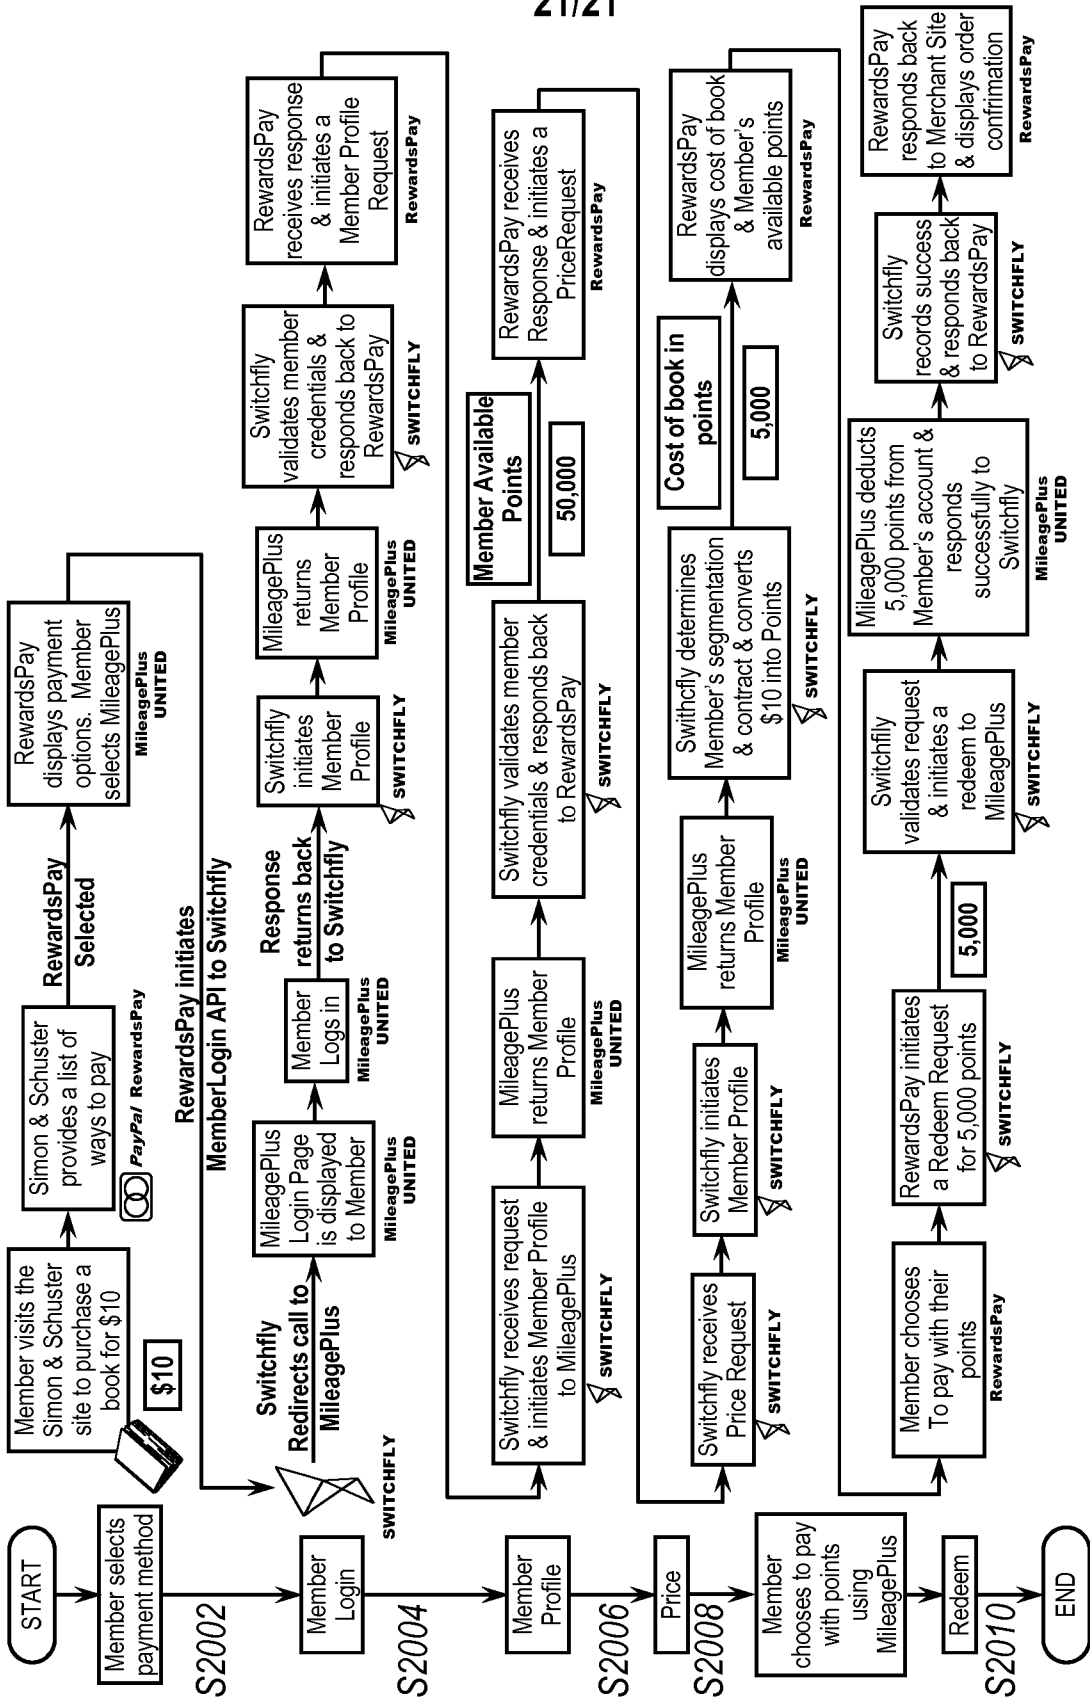 21/21
START
Member selects
payment method
S2002
Member
Login
S2004
Member
Profile
S2006
Price
S2008
Member
chooses to pay
with points
using
MileagePlus
Redeem
S2010
END
Member visits the
Simon & Schuster
site to purchase a
book for $10
$10
Simon & Schuster
provides a list of
ways to pay
PayPal RewardsPay
RewardsPay
Selected
RewardsPay
displays payment
options. Member
selects MileagePlus
MileagePlus
UNITED
RewardsPay initiates
MemberLogin API to Switchfly
SWITCHFLY
Switchfly
Redirects call to
MileagePlus
MileagePlus
Login Page
is displayed
to Member
MileagePlus
UNITED
Member
Logs in
MileagePlus
UNITED
Response
returns back
to Switchfly
Switchfly
initiates
Member
Profile
SWITCHFLY
MileagePlus
returns
Member
Profile
MileagePlus
UNITED
Switchfly
validates member
credentials &
responds back to
RewardsPay
SWITCHFLY
RewardsPay
receives response
& initiates a
Member Profile
Request
RewardsPay
Switchfly receives request
& initiates Member Profile
to MileagePlus
SWITCHFLY
MileagePlus
returns Member
Profile
MileagePlus
UNITED
Switchfly validates member
credentials & responds back
to RewardsPay
SWITCHFLY
Member Available
Points
50,000
RewardsPay receives
Response & initiates a
PriceRequest
RewardsPay
Switchfly receives
Price Request
SWITCHFLY
Switchfly initiates
Member Profile
SWITCHFLY
MileagePlus
returns Member
Profile
MileagePlus
UNITED
Swithcfly determines
Member's segmentation
& contract & converts
$10 into Points
SWITCHFLY
Cost of book in
points
5,000
RewardsPay
displays cost of book
& Member's
available points
RewardsPay
Member chooses
To pay with their
points
RewardsPay
RewardsPay initiates
a Redeem Request
for 5,000 points
SWITCHFLY
5,000
Switchfly
validates request
& initiates a
redeem to
MileagePlus
SWITCHFLY
MileagePlus deducts
5,000 points from
Member's account &
responds
successfully to
Switchfly
MileagePlus
UNITED
Switchfly
records success
& responds back
to RewardsPay
SWITCHFLY
RewardsPay
responds back
to Merchant Site
& displays order
confrimation
RewardsPay